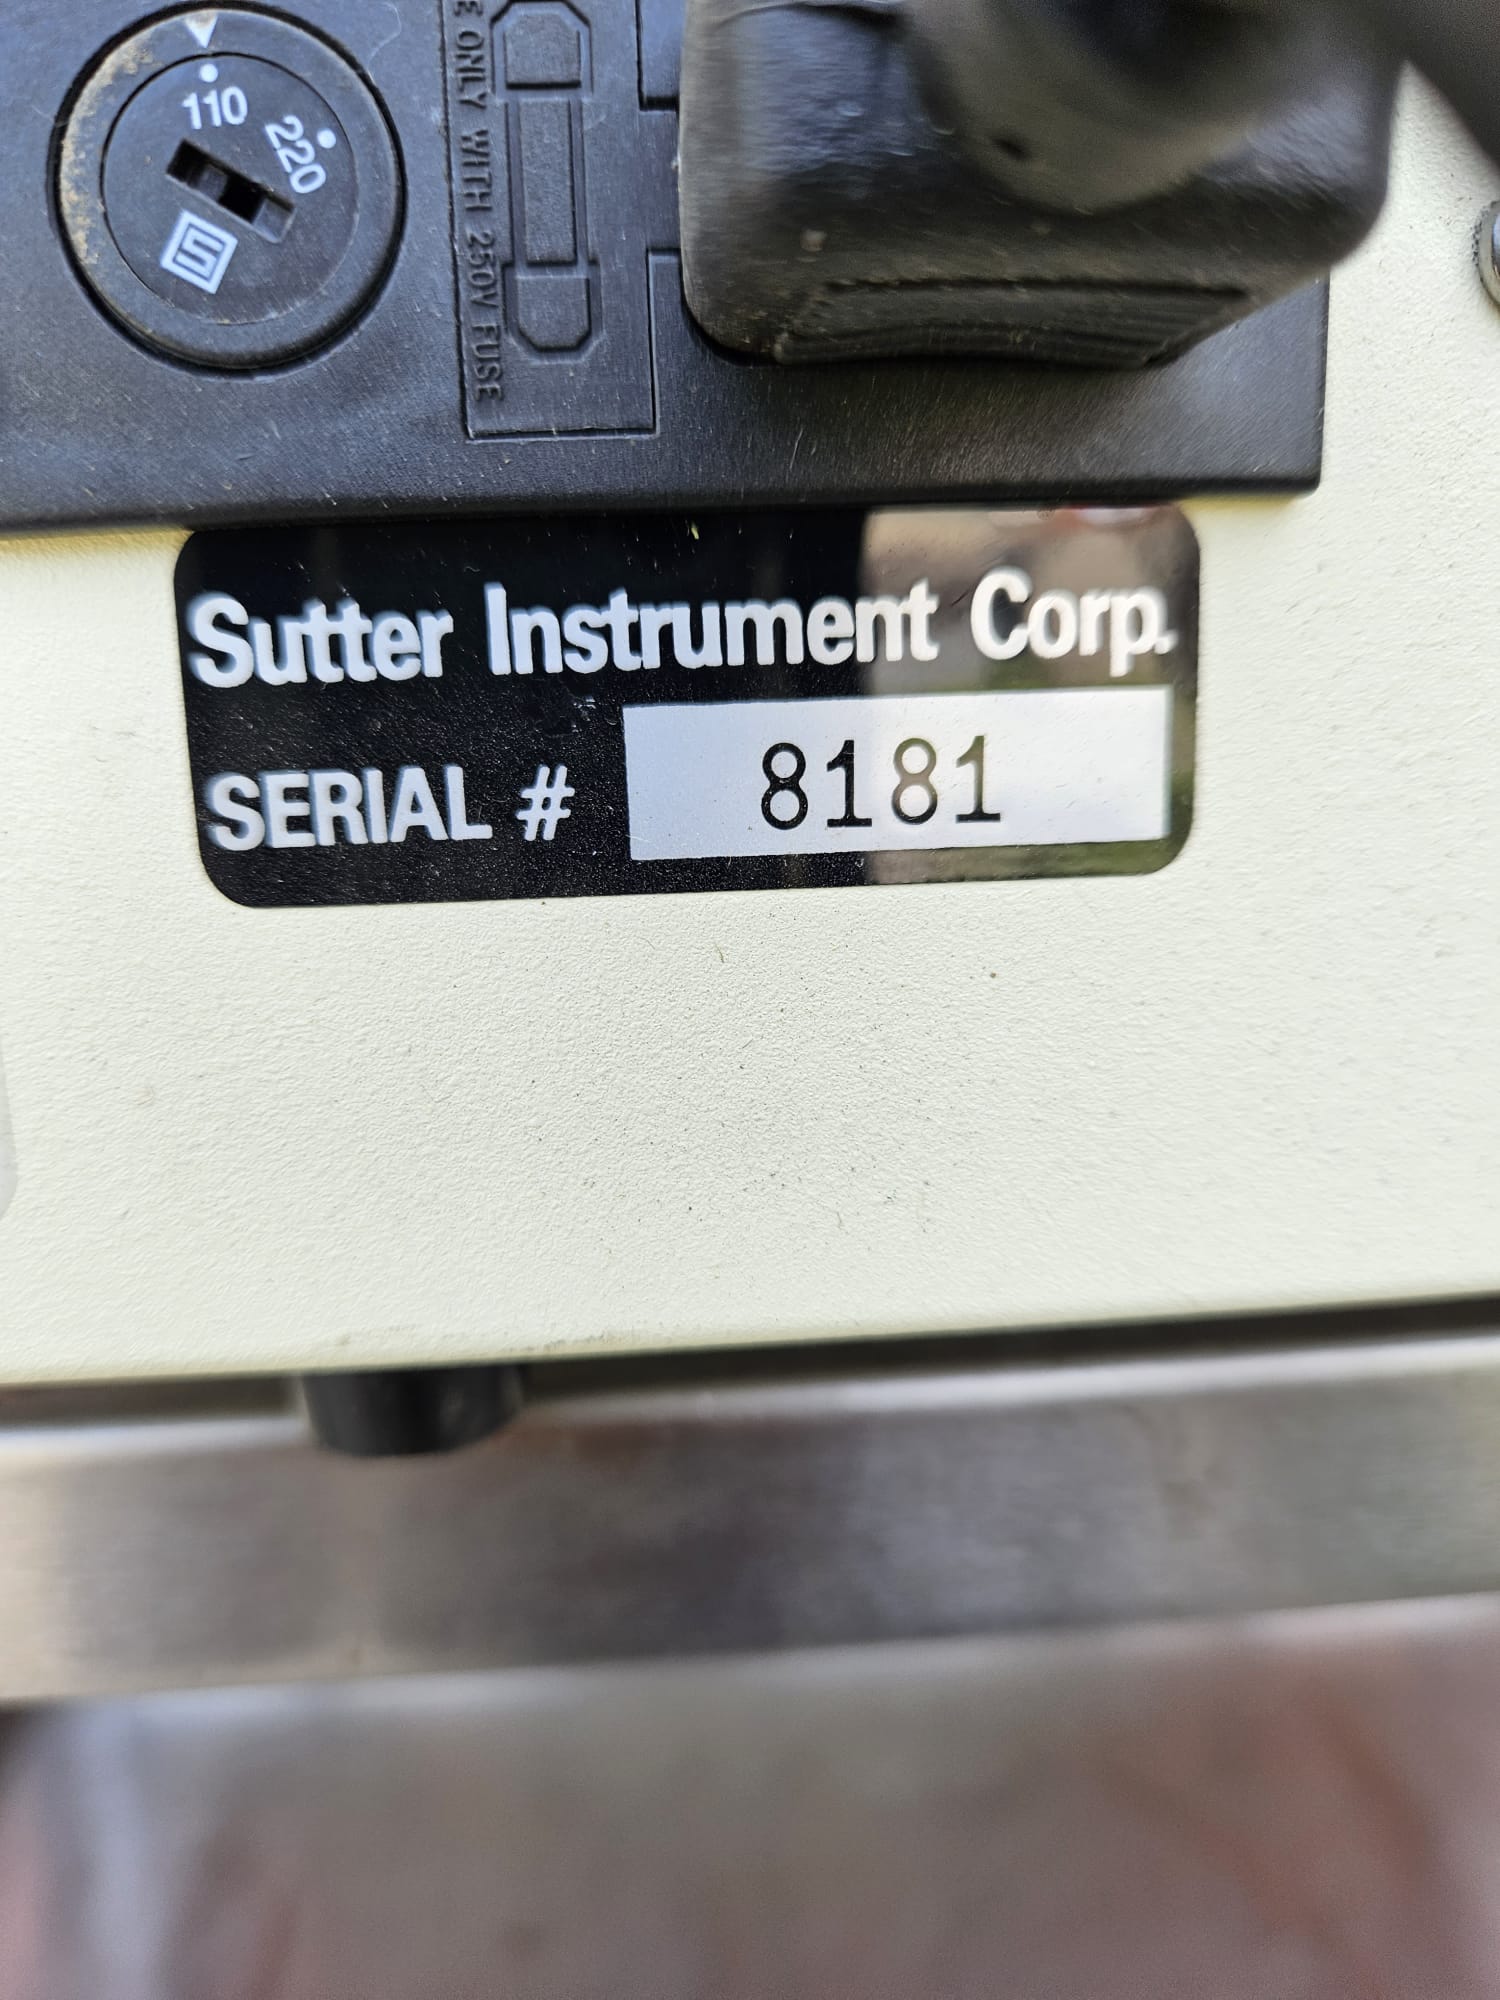 110
220
E ONLY WITH 250V FUSE
Sutter Instrument Corp.
SERIAL # 8181